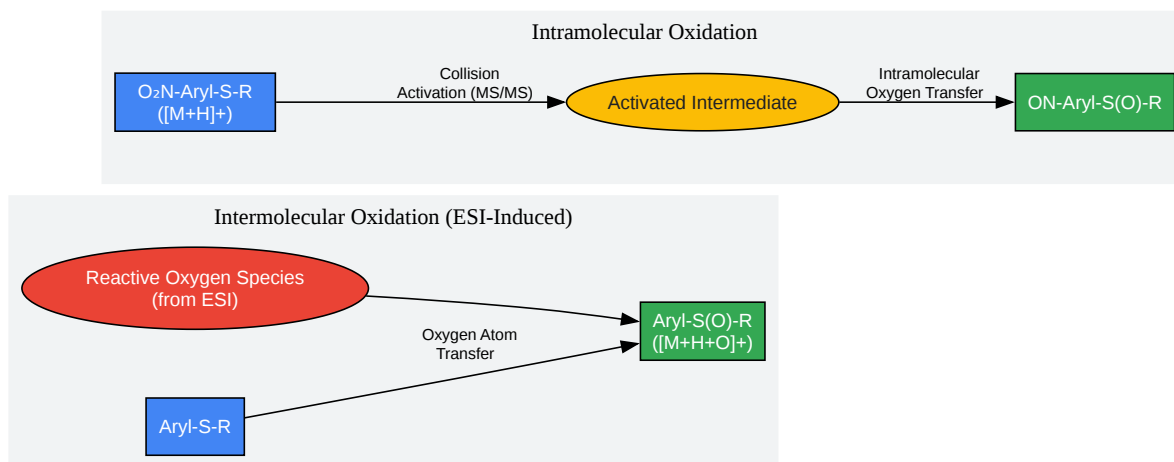 Intramolecular Oxidation
O₂N-Aryl-S-R
([M+H]+)
Collision
Activation (MS/MS)
Activated Intermediate
Intramolecular
Oxygen Transfer
ON-Aryl-S(O)-R
Intermolecular Oxidation (ESI-Induced)
Reactive Oxygen Species
(from ESI)
Oxygen Atom
Transfer
Aryl-S(O)-R
([M+H+O]+)
Aryl-S-R